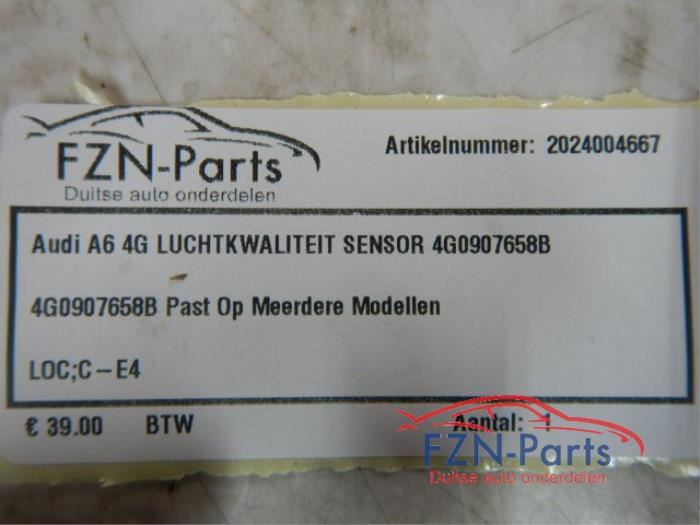 FZN-Parts
Duitse auto onderdelen
Artikelnummer: 2024004667
Audi A6 4G LUCHTKWALITEIT SENSOR 4G0907658B
4G0907658B Past Op Meerdere Modellen
LOC;C-E4
€ 39.00 BTW Aantal: 1
FZN-Parts
Duitse auto onderdelen